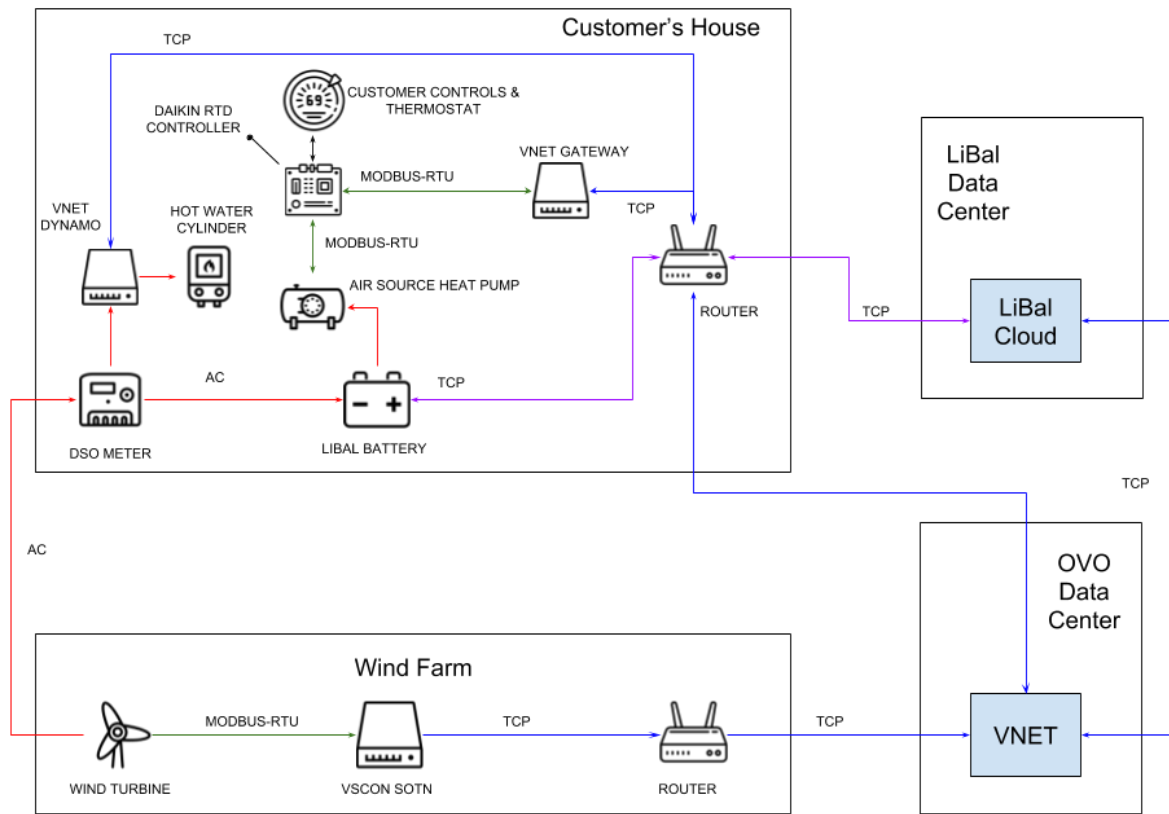 Customer's House
TCP
69
CUSTOMER CONTROLS &
THERMOSTAT
DAIKIN RTD
CONTROLLER
VNET GATEWAY
MODBUS-RTU
TCP
VNET
DYNAMO
HOT WATER
CYLINDER
MODBUS-RTU
AIR SOURCE HEAT PUMP
ROUTER
AC
TCP
DSO METER
LIBAL BATTERY
LiBal
Data
Center
TCP
LiBal
Cloud
TCP
AC
OVO
Data
Center
Wind Farm
MODBUS-RTU
TCP
TCP
VNET
WIND TURBINE
VSCON SOTN
ROUTER